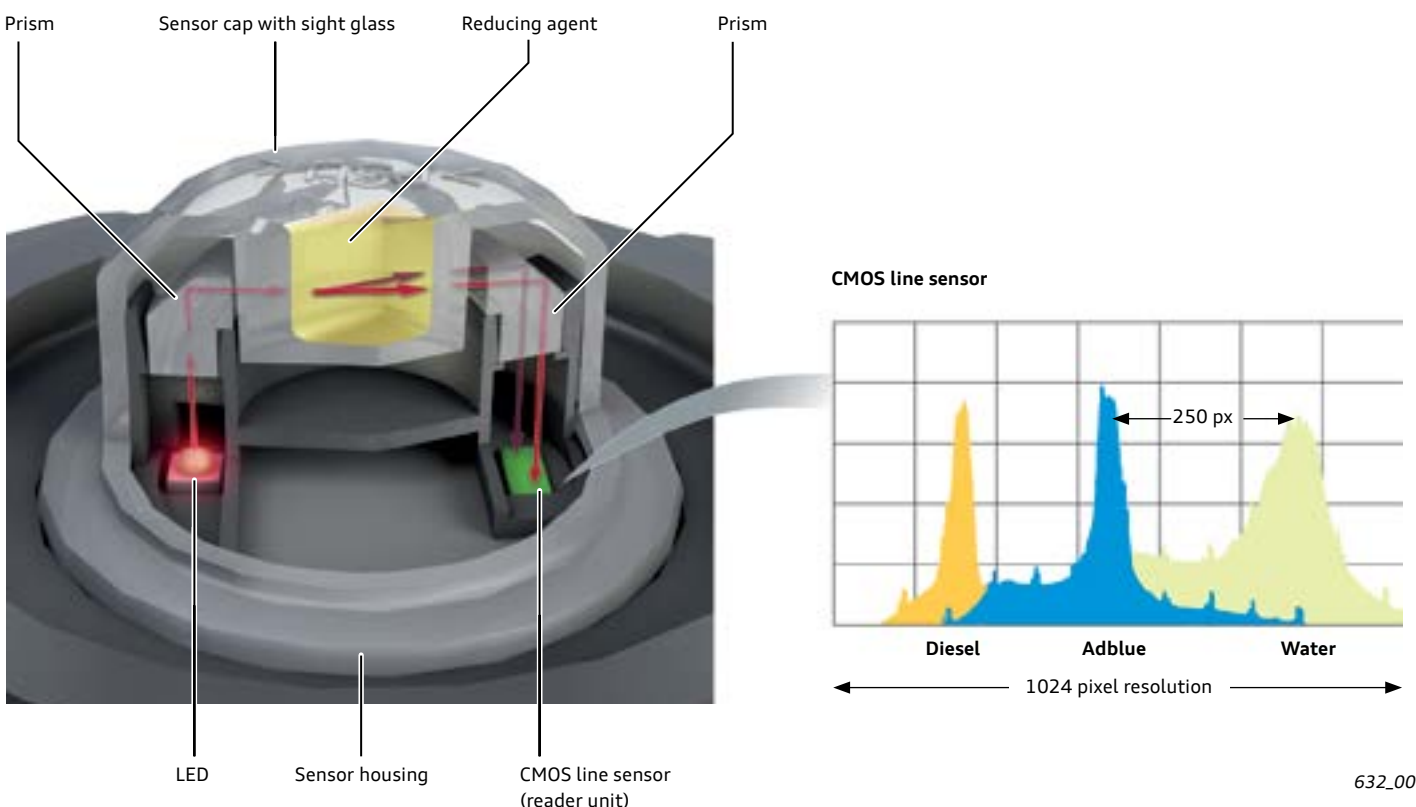 Prism
Sensor cap with sight glass
Reducing agent
Prism
CMOS line sensor
250 px
Diesel
Adblue
Water
1024 pixel resolution
LED
Sensor housing
CMOS line sensor
(reader unit)
632_00